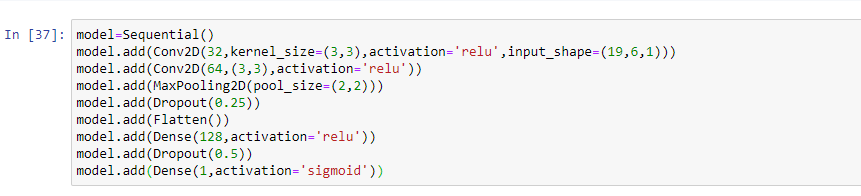 In [37]: model=Sequential()
model.add(Conv2D(32,kernel_size=(3,3),activation='relu',input_shape=(19,6,1)))
model.add(Conv2D(64,(3,3),activation='relu'))
model.add(MaxPooling2D(pool_size=(2,2)))
model.add(Dropout(0.25))
model.add(Flatten())
model.add(Dense(128,activation='relu'))
model.add(Dropout(0.5))
model.add(Dense(1,activation='sigmoid'))